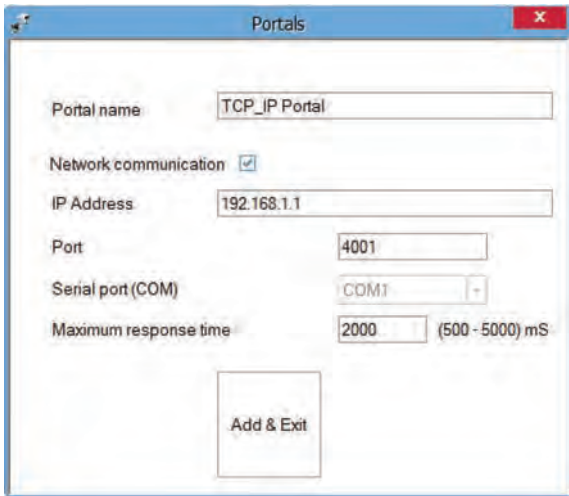 Portals
x
Portal name TCP_IP Portal
Network communication
IP Address 192.168.1.1
Port 4001
Serial port (COM) COM1
Maximum response time 2000 (500 - 5000) mS
Add & Exit